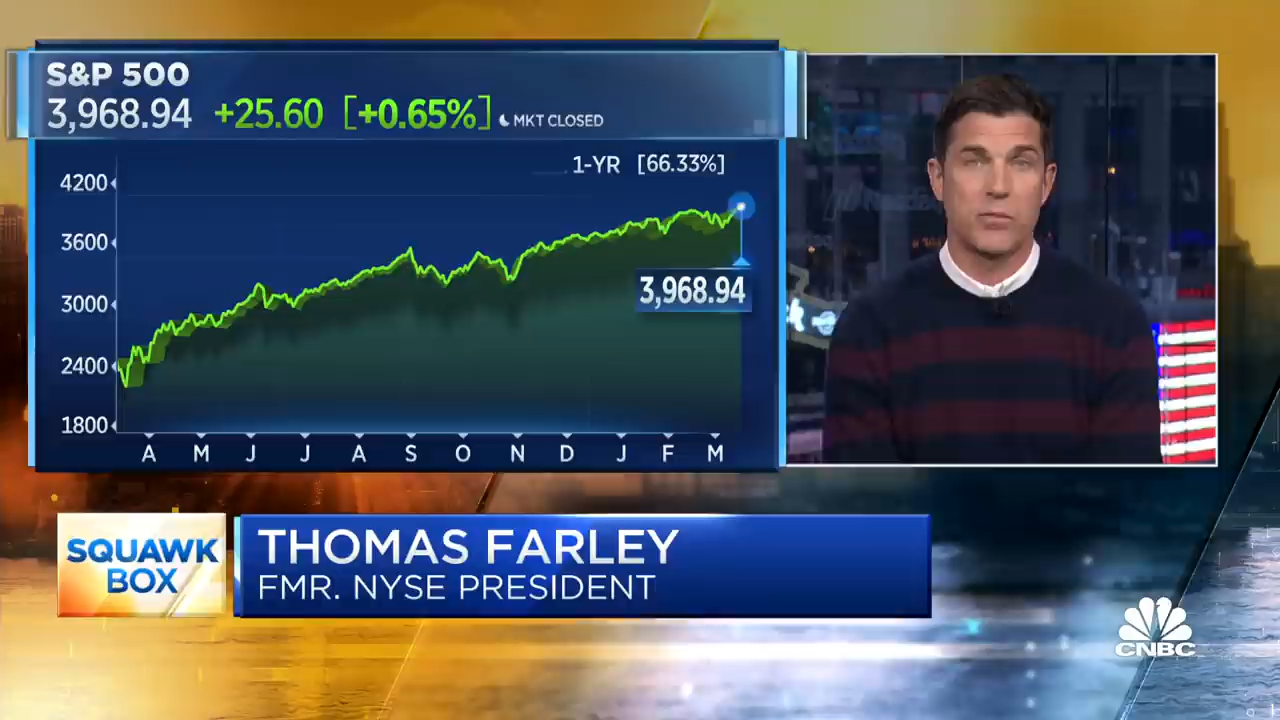 S&P 500
3,968.94 +25.60 [+0.65%] MKT CLOSED
1-YR [66.33%]
4200
3600
3000
2400
1800
3,968.94
A M J J A S O N D J F M
SQUAWK
BOX
THOMAS FARLEY
FMR. NYSE PRESIDENT
CNBC